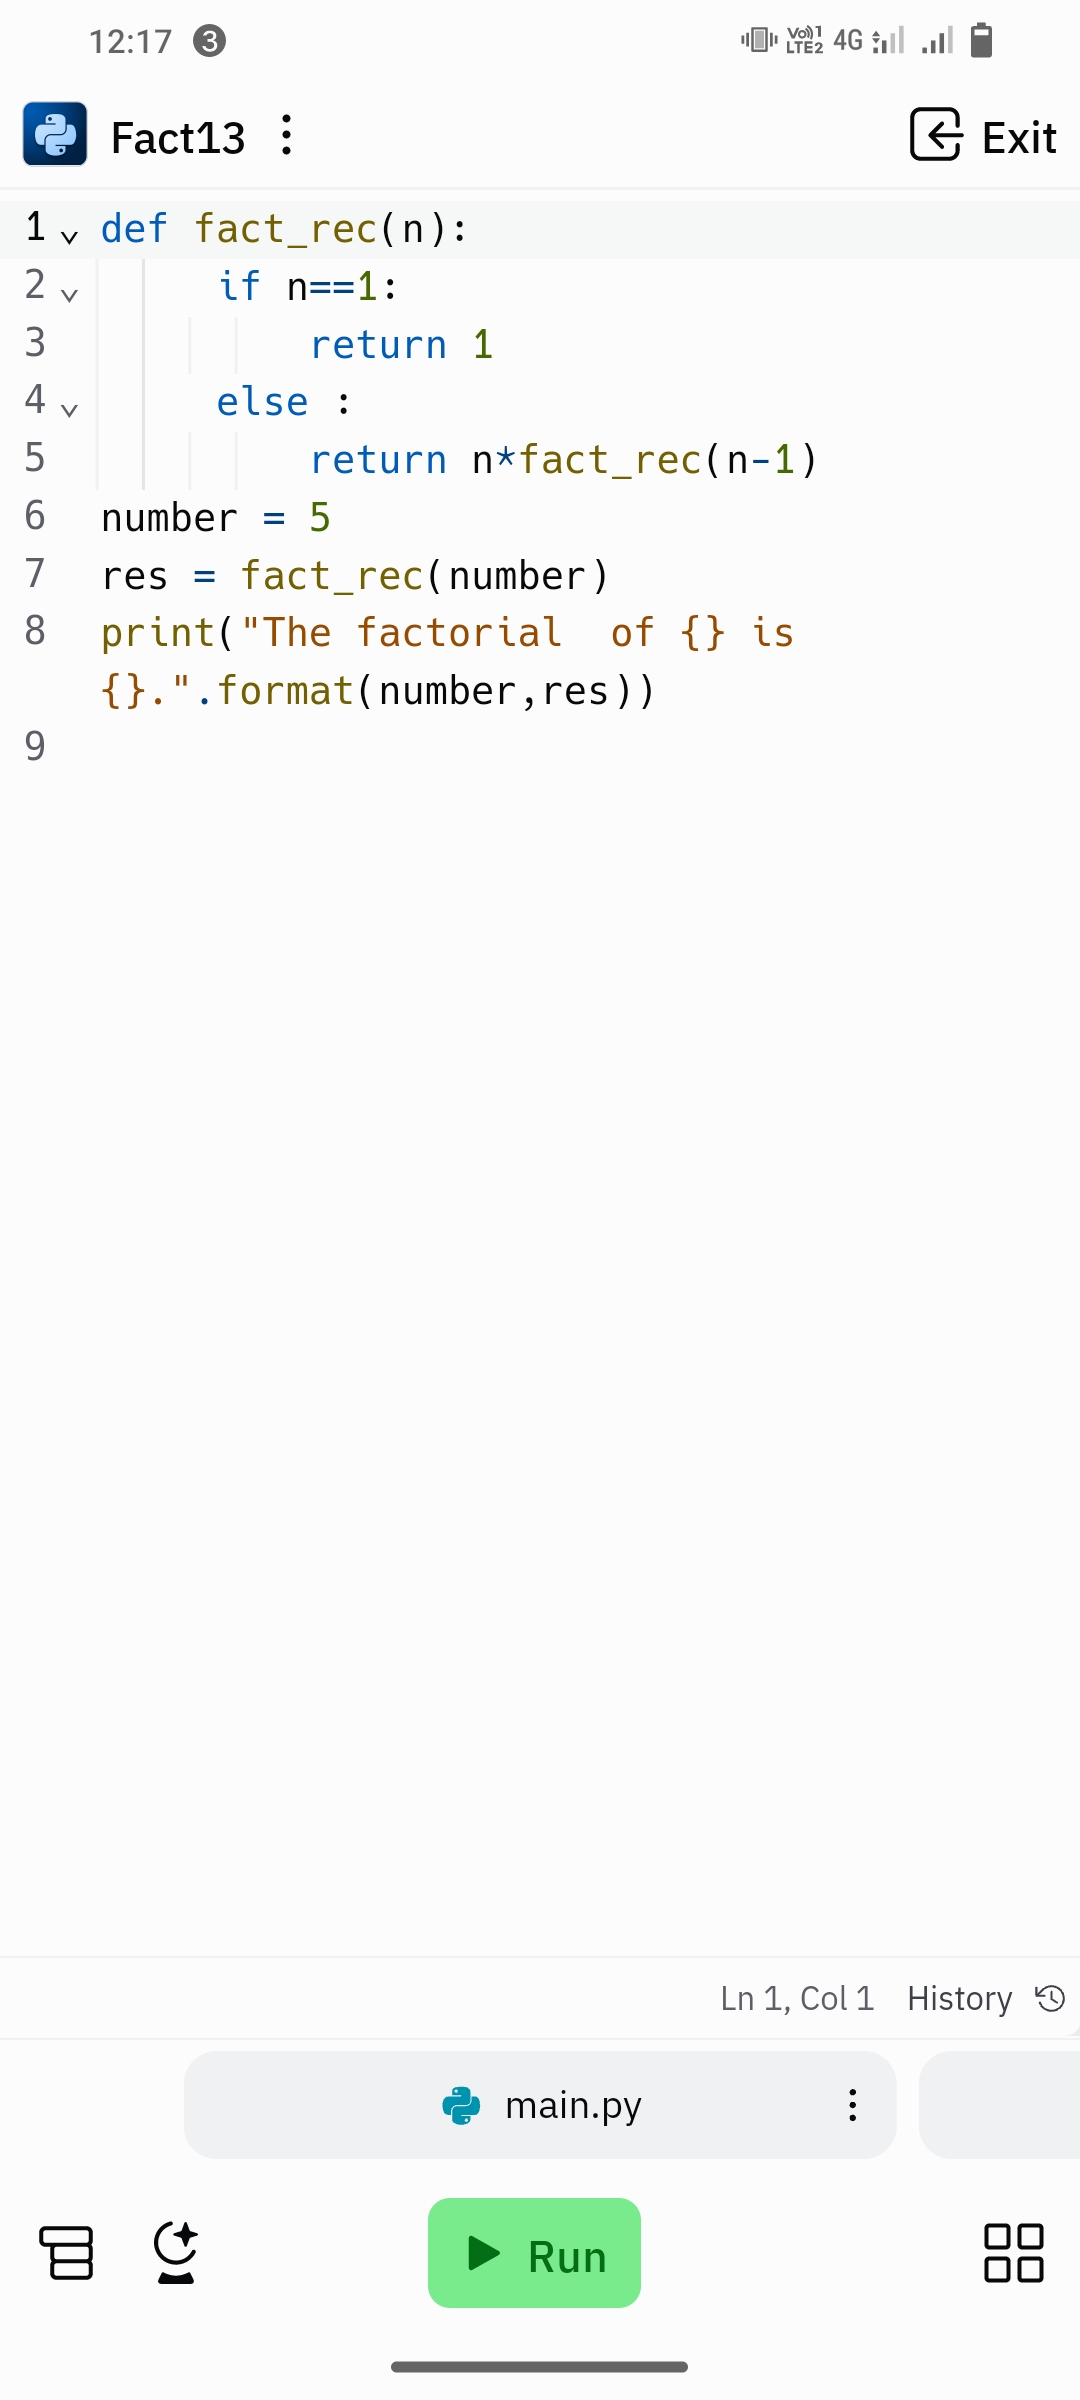 12:17 3 Vo))1 LTE2 4G
Fact13 Exit
1 def fact_rec(n):
2 if n==1:
3 return 1
4 else :
5 return n*fact_rec(n-1)
6 number = 5
7 res = fact_rec(number)
8 print("The factorial  of {} is
{}.".format(number,res))
9
Ln 1, Col 1 History
main.py
Run